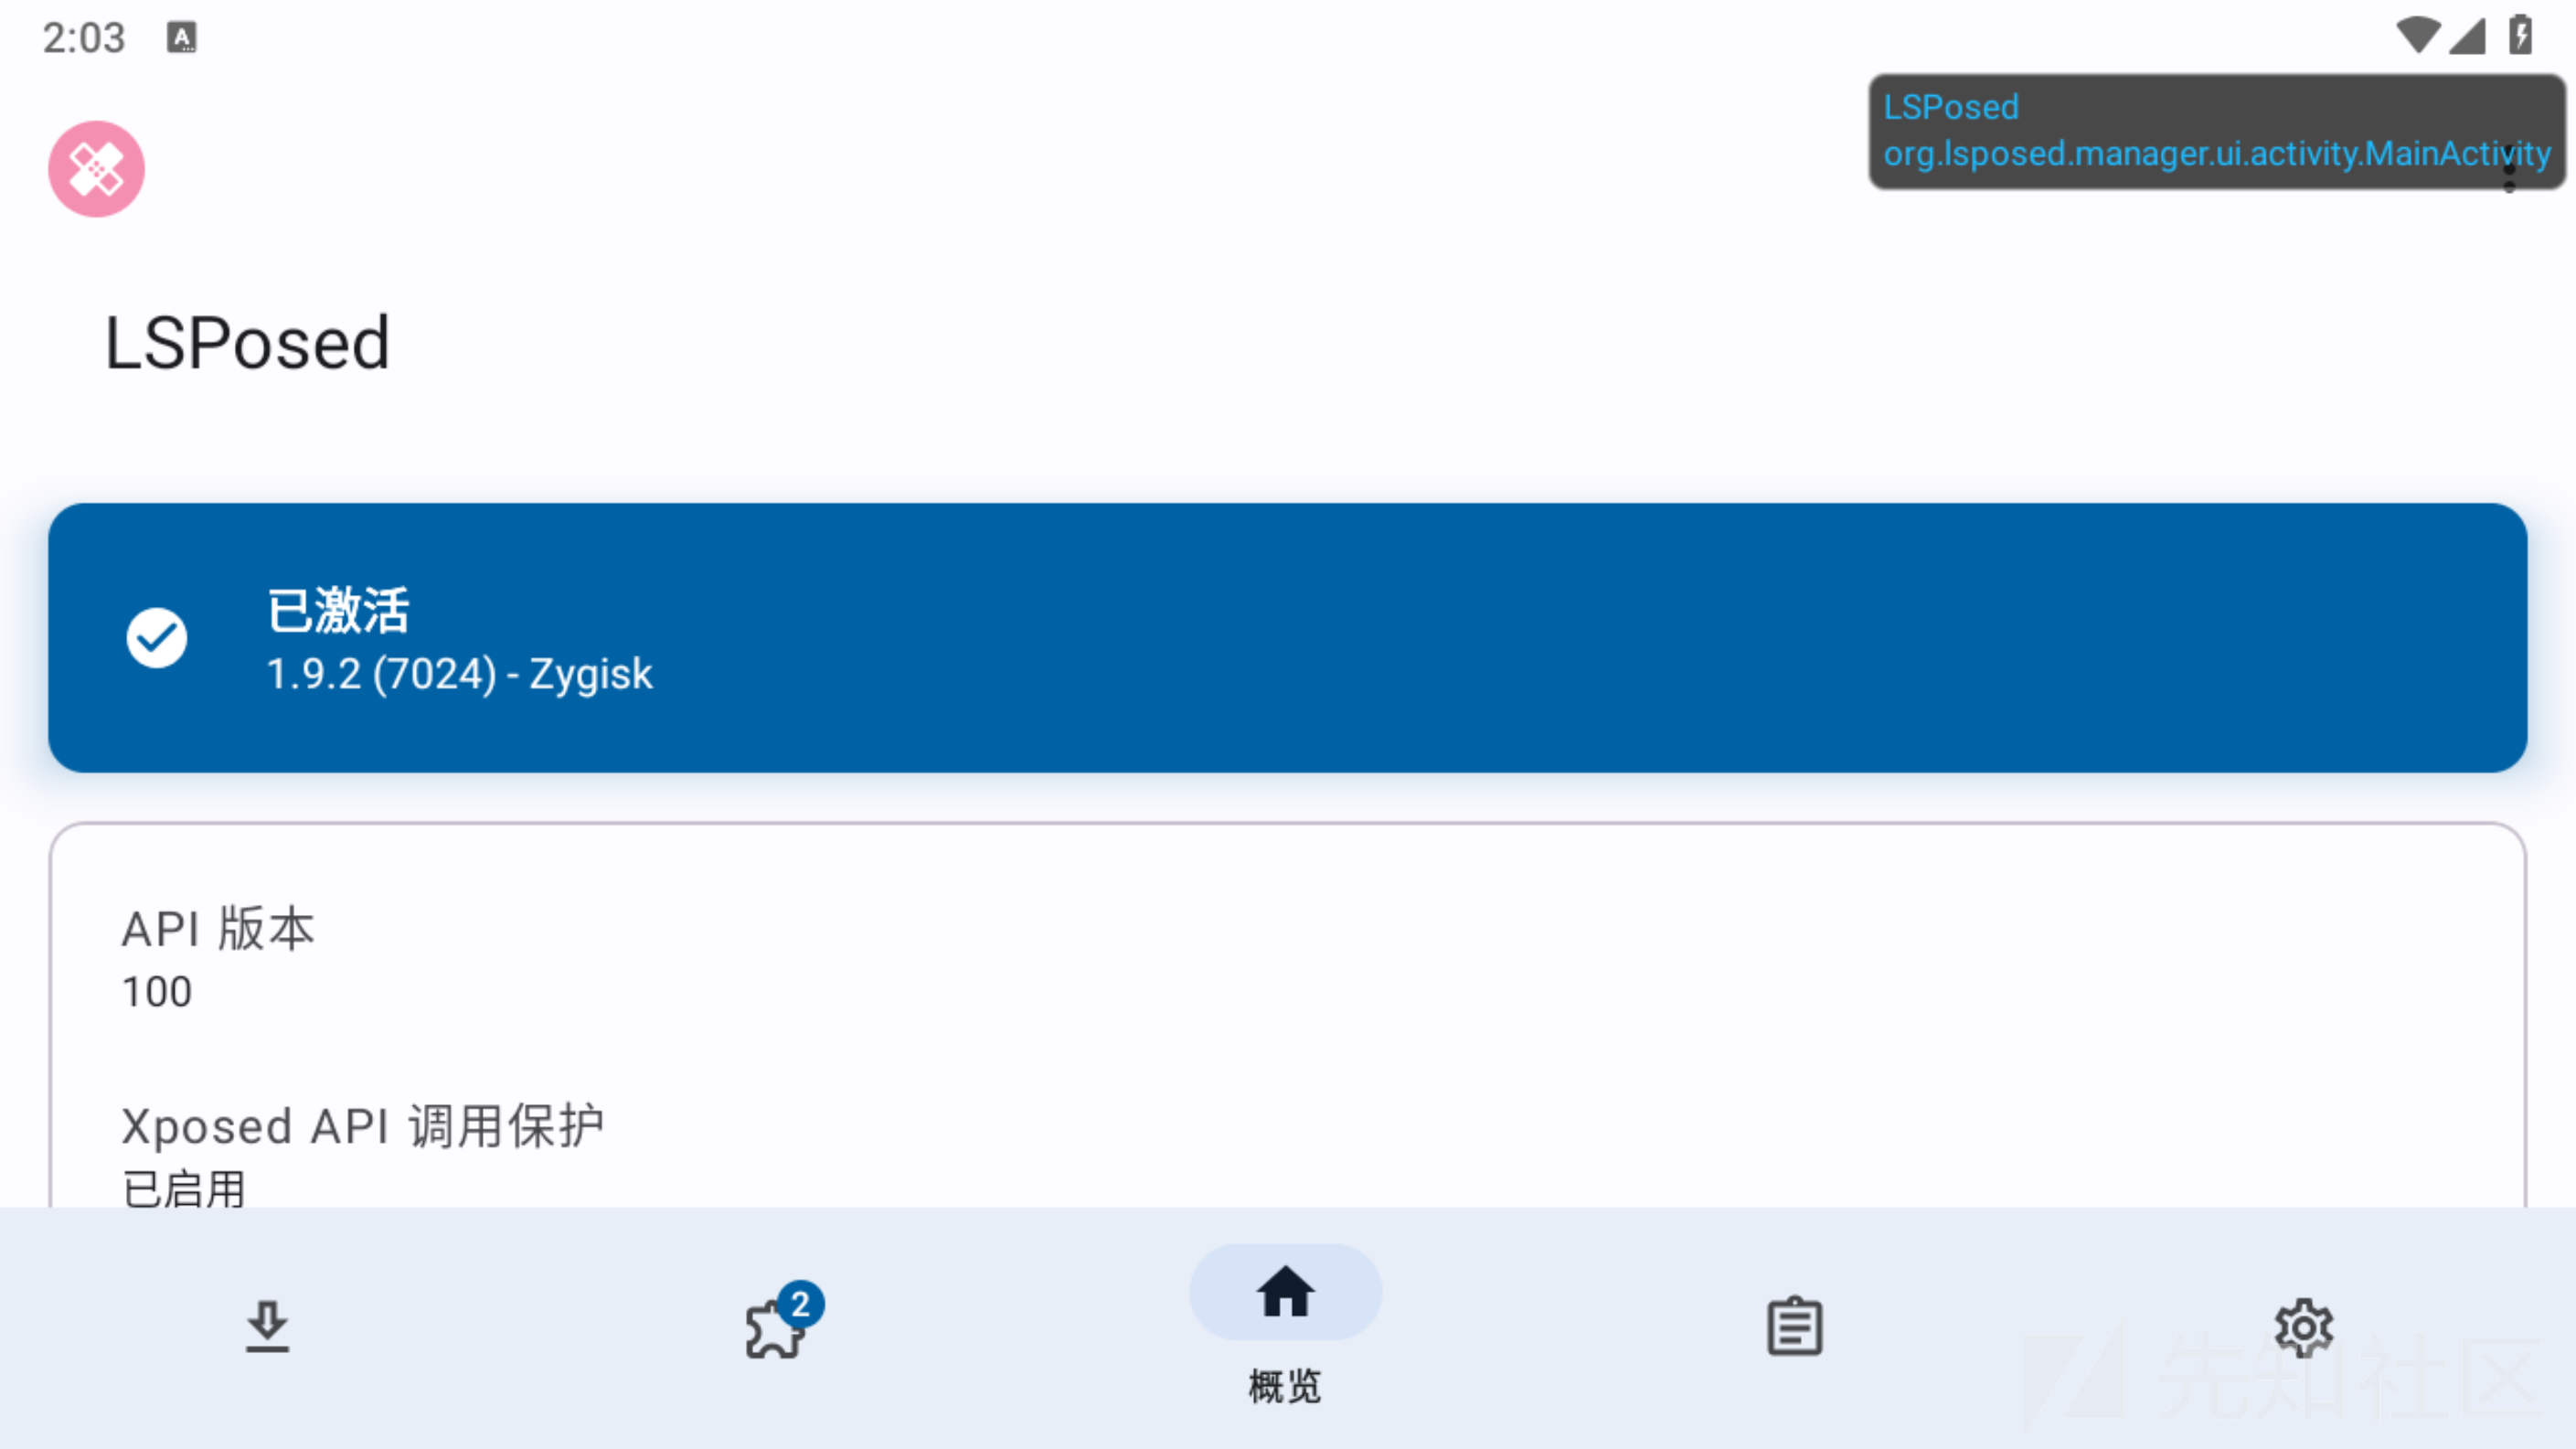 2:03
A
LSPosed
org.lsposed.manager.ui.activity.MainActivity
LSPosed
已激活
1.9.2 (7024) - Zygisk
API 版本
100
Xposed API 调用保护
已启用
2
概览
先知社区